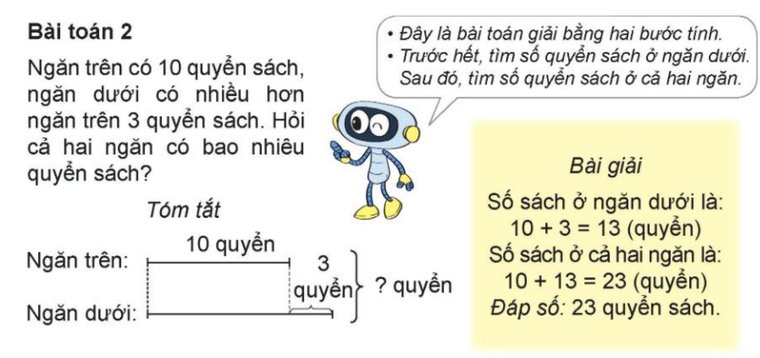 Bài toán 2
Ngăn trên có 10 quyển sách,
ngăn dưới có nhiều hơn
ngăn trên 3 quyển sách. Hỏi
cả hai ngăn có bao nhiêu
quyển sách?
• Đây là bài toán giải bằng hai bước tính.
• Trước hết, tìm số quyển sách ở ngăn dưới.
Sau đó, tìm số quyển sách ở cả hai ngăn.
Tóm tắt
10 quyển
Ngăn trên:
3
quyển
? quyển
Ngăn dưới:
Bài giải
Số sách ở ngăn dưới là:
10 + 3 = 13 (quyển)
Số sách ở cả hai ngăn là:
10 + 13 = 23 (quyển)
Đáp số: 23 quyển sách.